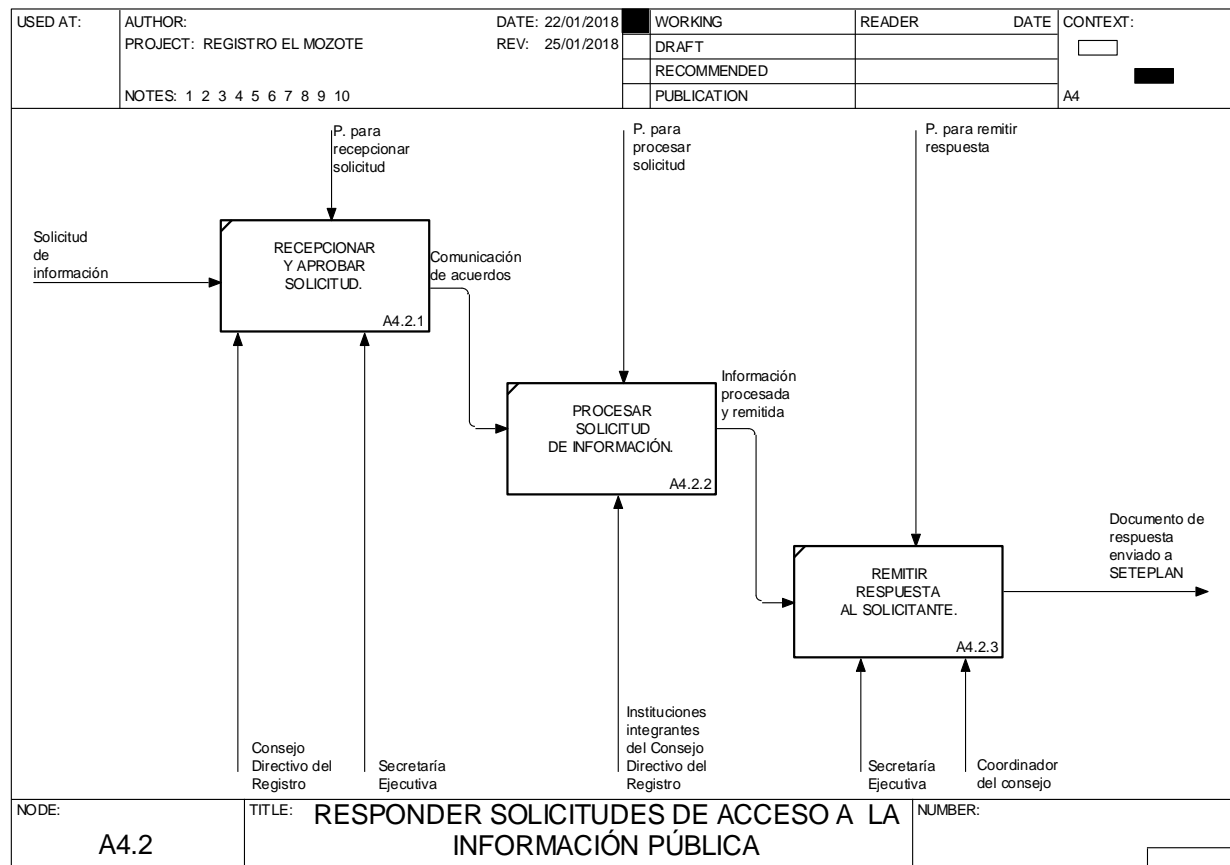 USED AT:
AUTHOR:
DATE: 22/01/2018
PROJECT: REGISTRO EL MOZOTE
REV: 25/01/2018
NOTES: 1 2 3 4 5 6 7 8 9 10
WORKING
DRAFT
RECOMMENDED
PUBLICATION
READER
DATE
CONTEXT:
A4
P. para
recepcionar
solicitud
P. para
procesar
solicitud
P. para remitir
respuesta
Solicitud
de
información
RECEPCIONAR
Y APROBAR
SOLICITUD.
A4.2.1
Comunicación
de acuerdos
PROCESAR
SOLICITUD
DE INFORMACIÓN.
A4.2.2
Información
procesada
y remitida
REMITIR
RESPUESTA
AL SOLICITANTE.
A4.2.3
Documento de
respuesta
enviado a
SETEPLAN
Consejo
Directivo del
Registro
Secretaría
Ejecutiva
Instituciones
integrantes
del Consejo
Directivo del
Registro
Secretaría
Ejecutiva
Coordinador
del consejo
NODE:
A4.2
TITLE:
RESPONDER SOLICITUDES DE ACCESO A LA
INFORMACIÓN PÚBLICA
NUMBER: